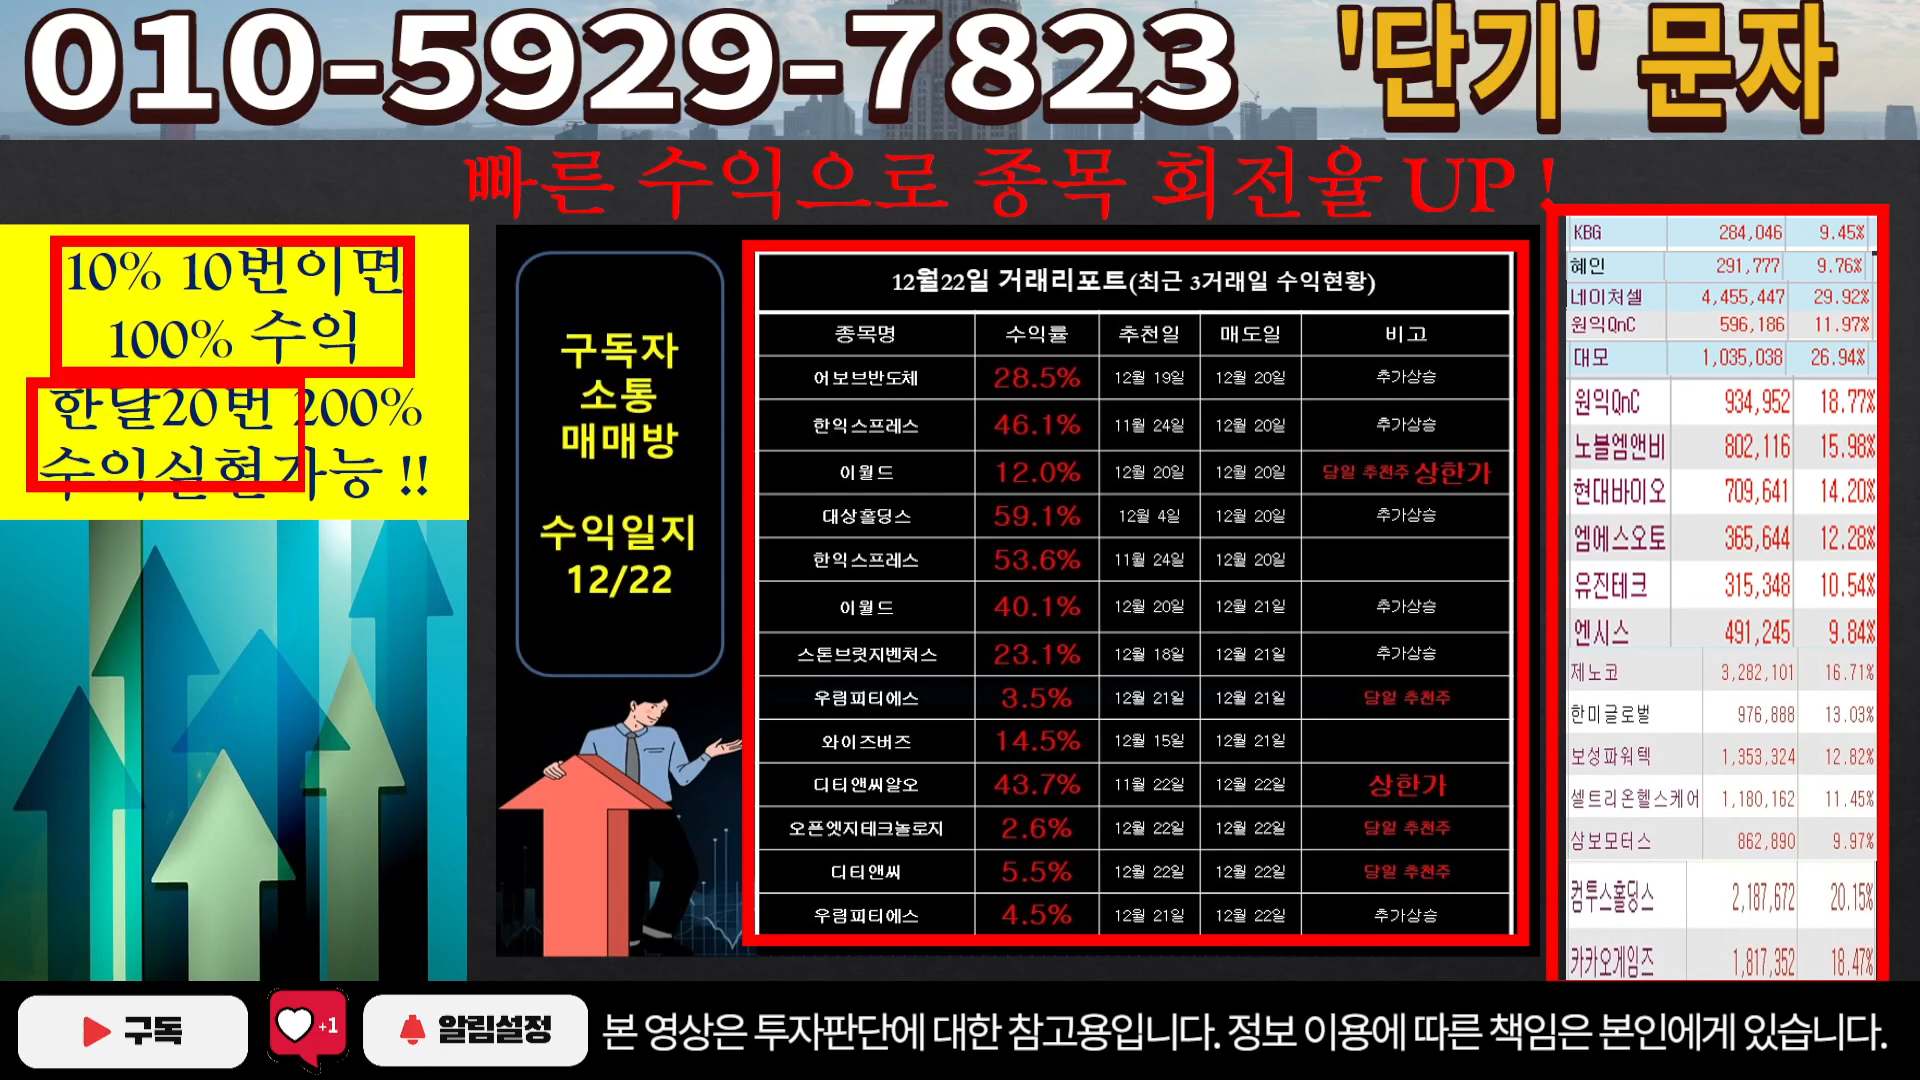 010-5929-7823 '단기' 문자
빠른 수익으로 종목 회전율 UP !
10% 10번이면
100% 수익
한달20번 200%
수익실현가능 !!
구독자
소통
매매방
수익일지
12/22
12월22일 거래리포트(최근 3거래일 수익현황)
종목명 수익률 추천일 매도일 비고
어보브반도체 28.5% 12월 19일 12월 20일 추가상승
한익스프레스 46.1% 11월 24일 12월 20일 추가상승
이월드 12.0% 12월 20일 12월 20일 당일 추천주 상한가
대상홀딩스 59.1% 12월 4일 12월 20일 추가상승
한익스프레스 53.6% 11월 24일 12월 20일
이월드 40.1% 12월 20일 12월 21일 추가상승
스톤브릿지벤처스 23.1% 12월 18일 12월 21일 추가상승
우림피티에스 3.5% 12월 21일 12월 21일 당일 추천주
와이즈버즈 14.5% 12월 15일 12월 21일
디티앤씨알오 43.7% 11월 22일 12월 22일 상한가
오픈엣지테크놀로지 2.6% 12월 22일 12월 22일 당일 추천주
디티앤씨 5.5% 12월 22일 12월 22일 당일 추천주
우림피티에스 4.5% 12월 21일 12월 22일 추가상승
KBG 284,046 9.45%
혜인 291,777 9.76%
네이처셀 4,455,447 29.92%
원익QnC 596,186 11.97%
대모 1,035,038 26.94%
원익QnC 934,952 18.77%
노블엠앤비 802,116 15.98%
현대바이오 709,641 14.20%
엠에스오토 365,644 12.28%
유진테크 315,348 10.54%
엔시스 491,245 9.84%
제노코 3,282,101 16.71%
한미글로벌 976,888 13.03%
보성파워텍 1,353,324 12.82%
셀트리온헬스케어 1,180,162 11.45%
상보모터스 862,890 9.97%
컴투스홀딩스 2,187,672 20.15%
카카오게임즈 1,817,352 18.47%
구독 +1 알림설정 본 영상은 투자판단에 대한 참고용입니다. 정보 이용에 따른 책임은 본인에게 있습니다.